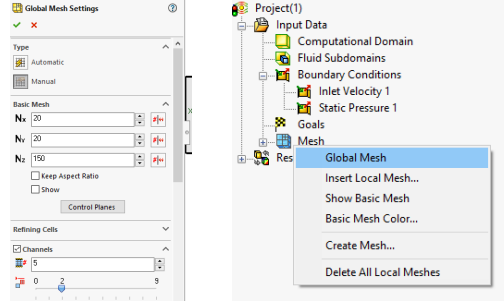 Global Mesh Settings
Type
Automatic
Manual
Basic Mesh
Nx 20
Ny 20
Nz 150
Keep Aspect Ratio
Show
Control Planes
Refining Cells
Channels
5
0 2 9
Project(1)
Input Data
Computational Domain
Fluid Subdomains
Boundary Conditions
Inlet Velocity 1
Static Pressure 1
Goals
Mesh
Res
Global Mesh
Insert Local Mesh...
Show Basic Mesh
Basic Mesh Color...
Create Mesh...
Delete All Local Meshes